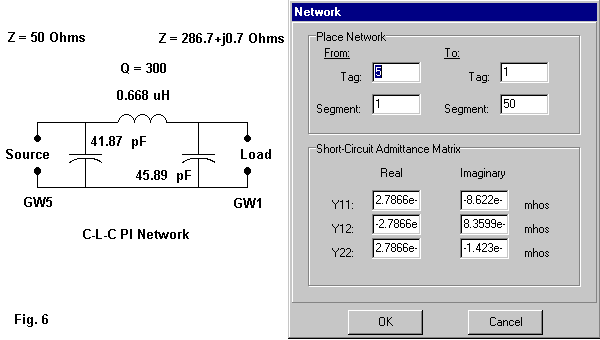 Z = 50 Ohms
Z = 286.7+j0.7 Ohms
Q = 300
0.668 uH
41.87 pF
45.89 pF
Source
Load
GW5
GW1
C-L-C PI Network
Fig. 6
Network
Place Network
From:
To:
Tag: 5
Tag: 1
Segment: 1
Segment: 50
Short-Circuit Admittance Matrix
Real Imaginary
Y11: 2.7866e- -8.622e- mhos
Y12: -2.7866e 8.3599e- mhos
Y22: 2.7866e- -1.423e- mhos
OK
Cancel